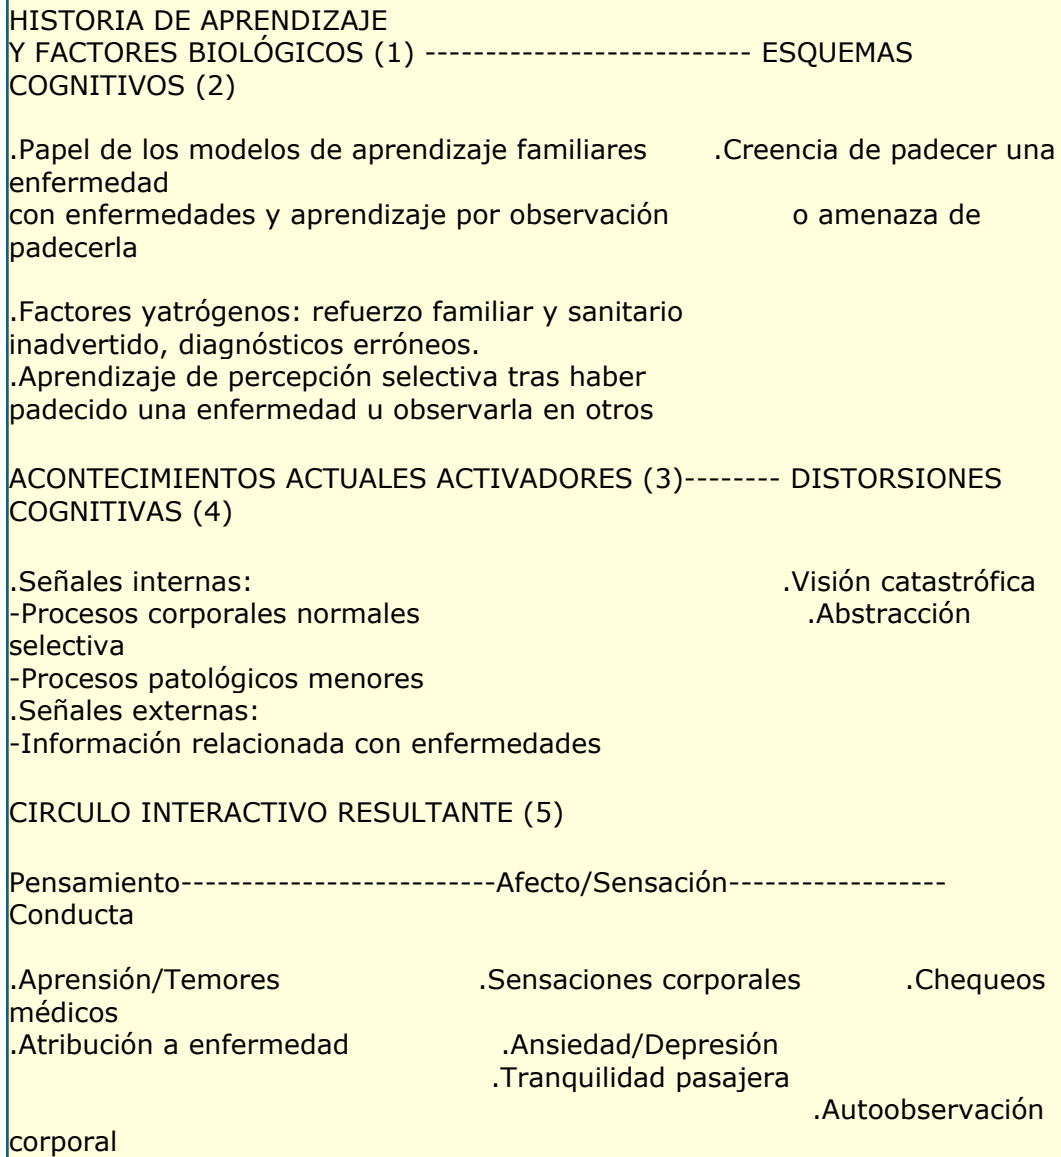 HISTORIA DE APRENDIZAJE
Y FACTORES BIOLÓGICOS (1) --------------------------- ESQUEMAS
COGNITIVOS (2)
.Papel de los modelos de aprendizaje familiares .Creencia de padecer una
enfermedad
con enfermedades y aprendizaje por observación o amenaza de
padecerla
.Factores yatrógenos: refuerzo familiar y sanitario
inadvertido, diagnósticos erróneos.
.Aprendizaje de percepción selectiva tras haber
padecido una enfermedad u observarla en otros
ACONTECIMIENTOS ACTUALES ACTIVADORES (3)-------- DISTORSIONES
COGNITIVAS (4)
.Señales internas: .Visión catastrófica
-Procesos corporales normales .Abstracción
selectiva
-Procesos patológicos menores
.Señales externas:
-Información relacionada con enfermedades
CIRCULO INTERACTIVO RESULTANTE (5)
Pensamiento--------------------------Afecto/Sensación------------------
Conducta
.Aprensión/Temores .Sensaciones corporales .Chequeos
médicos
.Atribución a enfermedad .Ansiedad/Depresión
.Tranquilidad pasajera
.Autoobservación
corporal